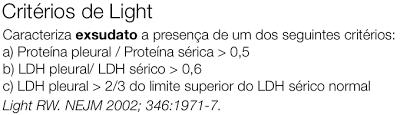 Critérios de Light
Caracteriza exsudato a presença de um dos seguintes critérios:
a) Proteína pleural / Proteína sérica > 0,5
b) LDH pleural/ LDH sérico > 0,6
c) LDH pleural > 2/3 do limite superior do LDH sérico normal
Light RW. NEJM 2002; 346:1971-7.